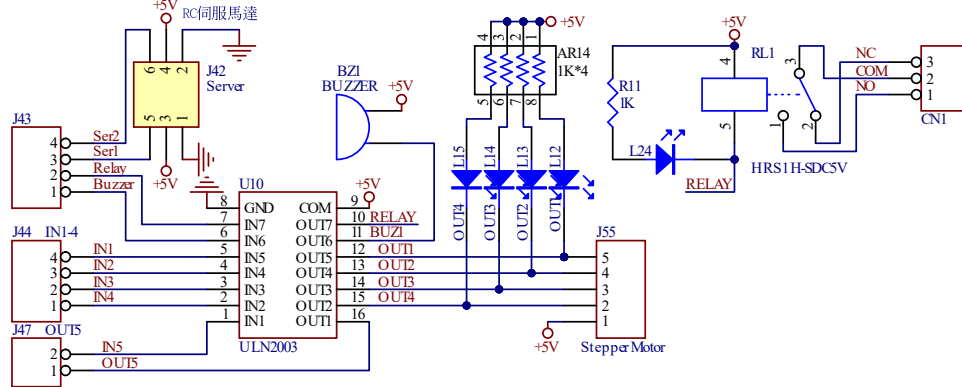 +5V
RC伺服馬達
6
4
2
J42
Server
5
3
1
+5V
J43
4
3
2
1
Ser2
Ser1
Relay
Buzzer
BZ1
BUZZER
+5V
+5V
4
3
2
1
AR14
1K*4
5
6
7
8
L15
L14
L13
L12
OUT4
OUT3
OUT2
OUT1
+5V
R11
1K
L24
RL1
4
5
3
1
2
HRS1H-SDC5V
RELAY
NC
COM
NO
3
2
1
CN1
U10
+5V
8
GND
COM
9
7
IN7
OUT7
10
RELAY
6
IN6
OUT6
11
BUZ1
5
IN5
OUT5
12
OUT1
4
IN4
OUT4
13
OUT2
3
IN3
OUT3
14
OUT3
2
IN2
OUT2
15
OUT4
1
IN1
OUT1
16
ULN2003
J44
IN1-4
4
3
2
1
IN1
IN2
IN3
IN4
J47
OUT5
2
1
IN5
OUT5
J55
5
4
3
2
1
+5V
Stepper Motor